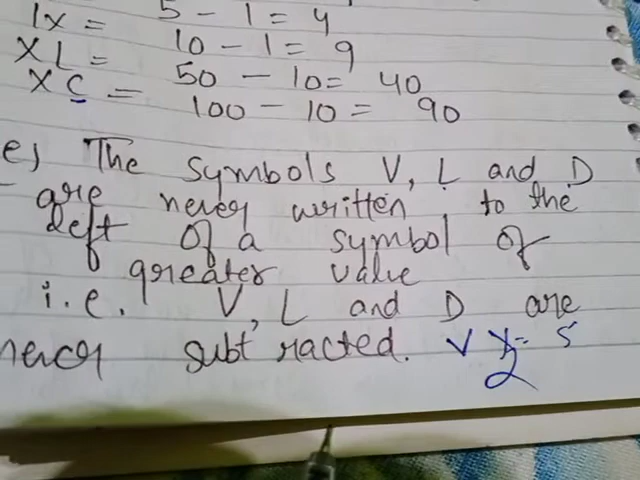 5 - 1 = 4
IX = 10 - 1 = 9
XL = 50 - 10 = 40
XC = 100 - 10 = 90
e) The symbols V, L and D
are never written to the
left of a symbol of
greater value
i.e. V, L and D are
never subtracted. V = 5